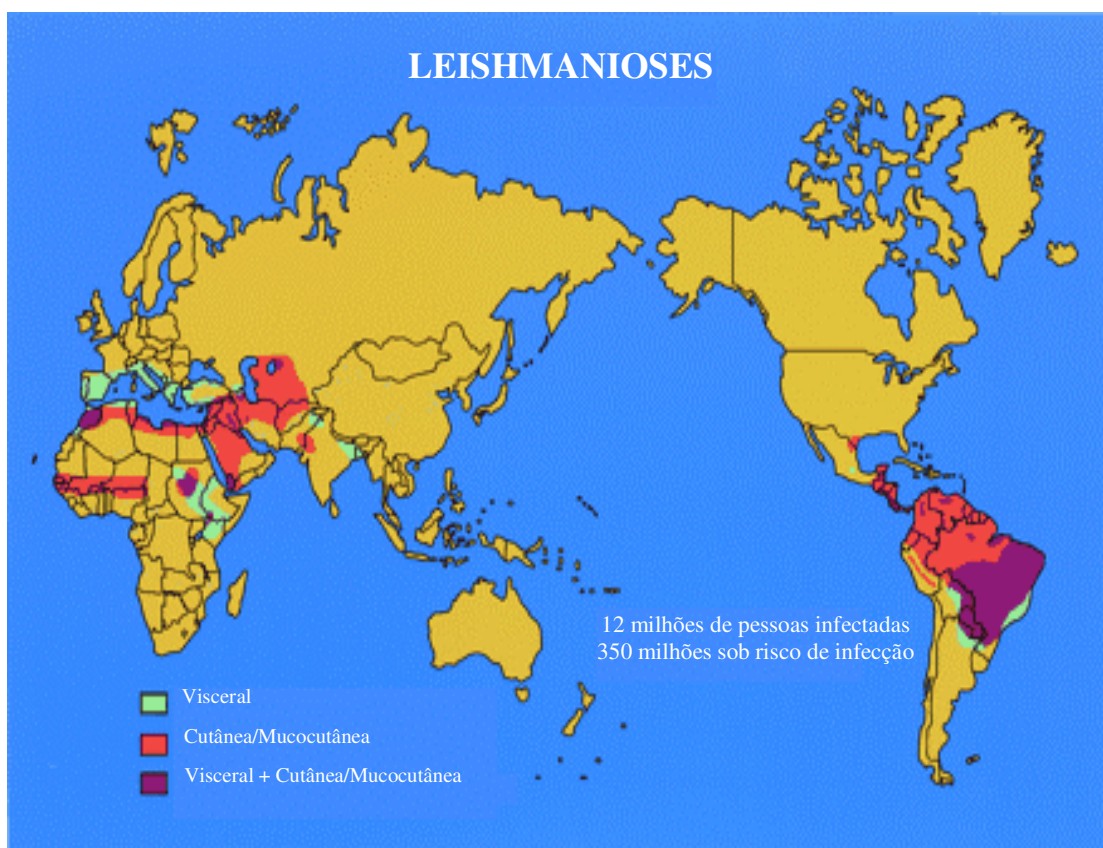 LEISHMANIOSES
12 milhões de pessoas infectadas
350 milhões sob risco de infecção
Visceral
Cutânea/Mucocutânea
Visceral + Cutânea/Mucocutânea